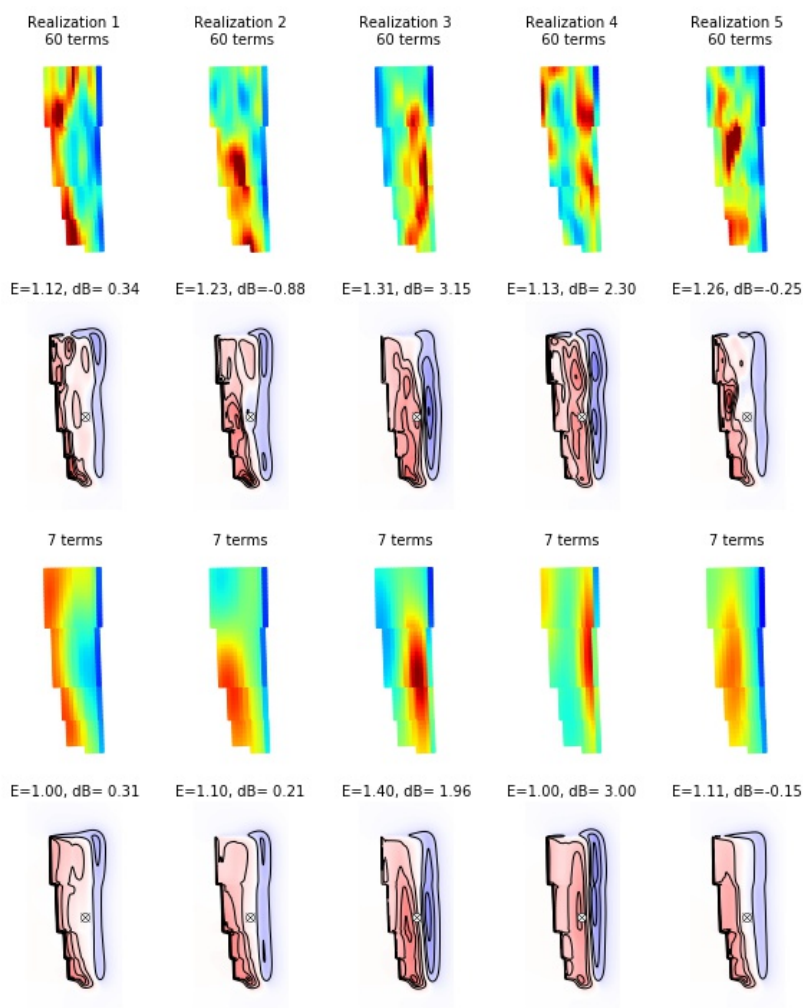 Realization 1
60 terms
Realization 2
60 terms
Realization 3
60 terms
Realization 4
60 terms
Realization 5
60 terms
E=1.12, dB= 0.34
E=1.23, dB=-0.88
E=1.31, dB= 3.15
E=1.13, dB= 2.30
E=1.26, dB=-0.25
7 terms
7 terms
7 terms
7 terms
7 terms
E=1.00, dB= 0.31
E=1.10, dB= 0.21
E=1.40, dB= 1.96
E=1.00, dB= 3.00
E=1.11, dB=-0.15